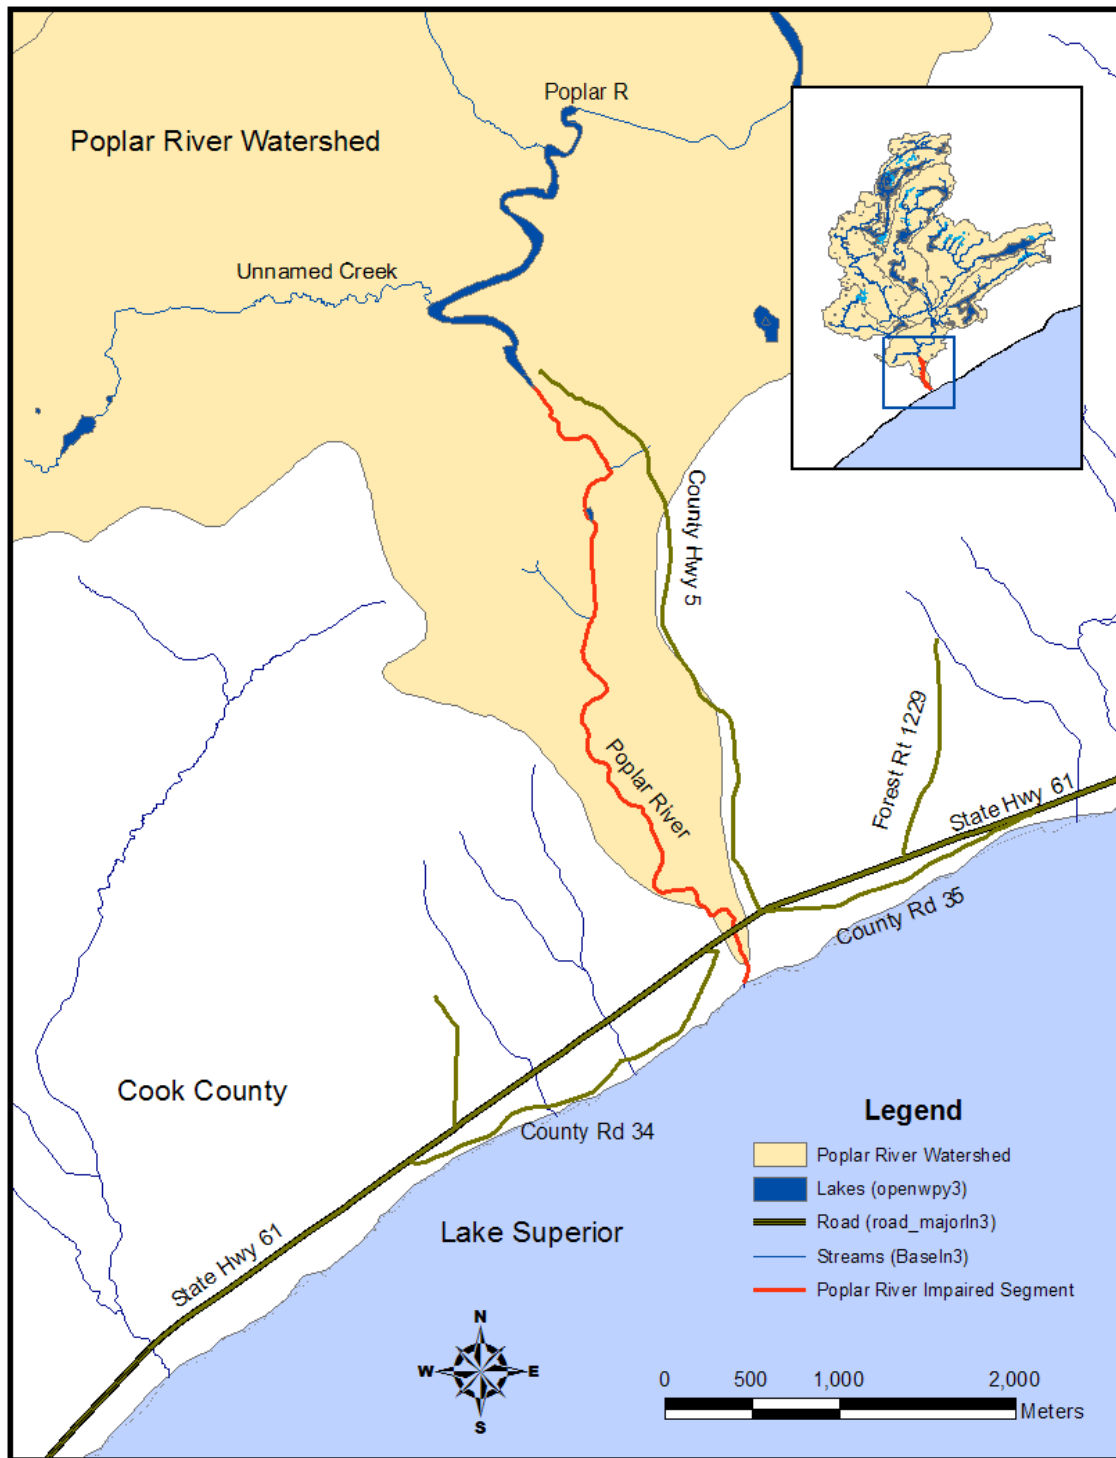 Poplar R
Poplar River Watershed
Unnamed Creek
County Hwy 5
Forest Rt 1229
Poplar River
State Hwy 61
County Rd 35
Cook County
County Rd 34
State Hwy 61
Lake Superior
Legend
Poplar River Watershed
Lakes (openwpy3)
Road (road_majorln3)
Streams (Baseln3)
Poplar River Impaired Segment
N
W E
S
0 500 1,000 2,000
Meters